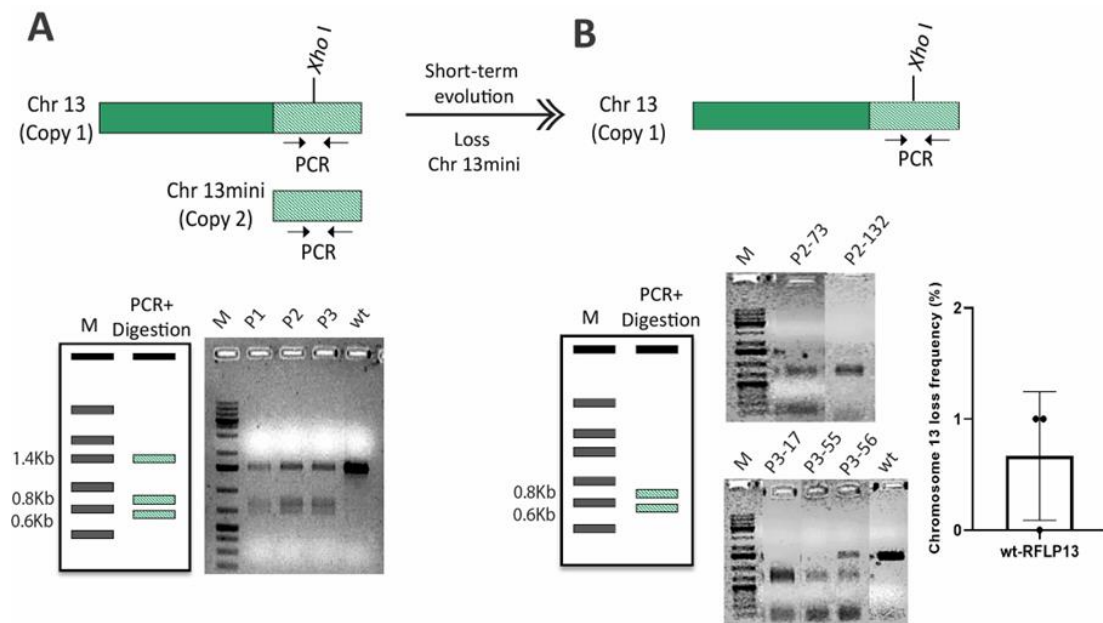 A
Xho I
Chr 13
(Copy 1)
PCR
Chr 13mini
(Copy 2)
PCR
Short-term
evolution
Loss
Chr 13mini
B
Xho I
Chr 13
(Copy 1)
PCR
M
PCR+
Digestion
1.4Kb
0.8Kb
0.6Kb
M
P1
P2
P3
wt
M
PCR+
Digestion
0.8Kb
0.6Kb
M
P2-73
P2-132
M
P3-17
P3-55
P3-56
wt
Chromosome 13 loss frequency (%)
2
1
0
wt-RFLP13